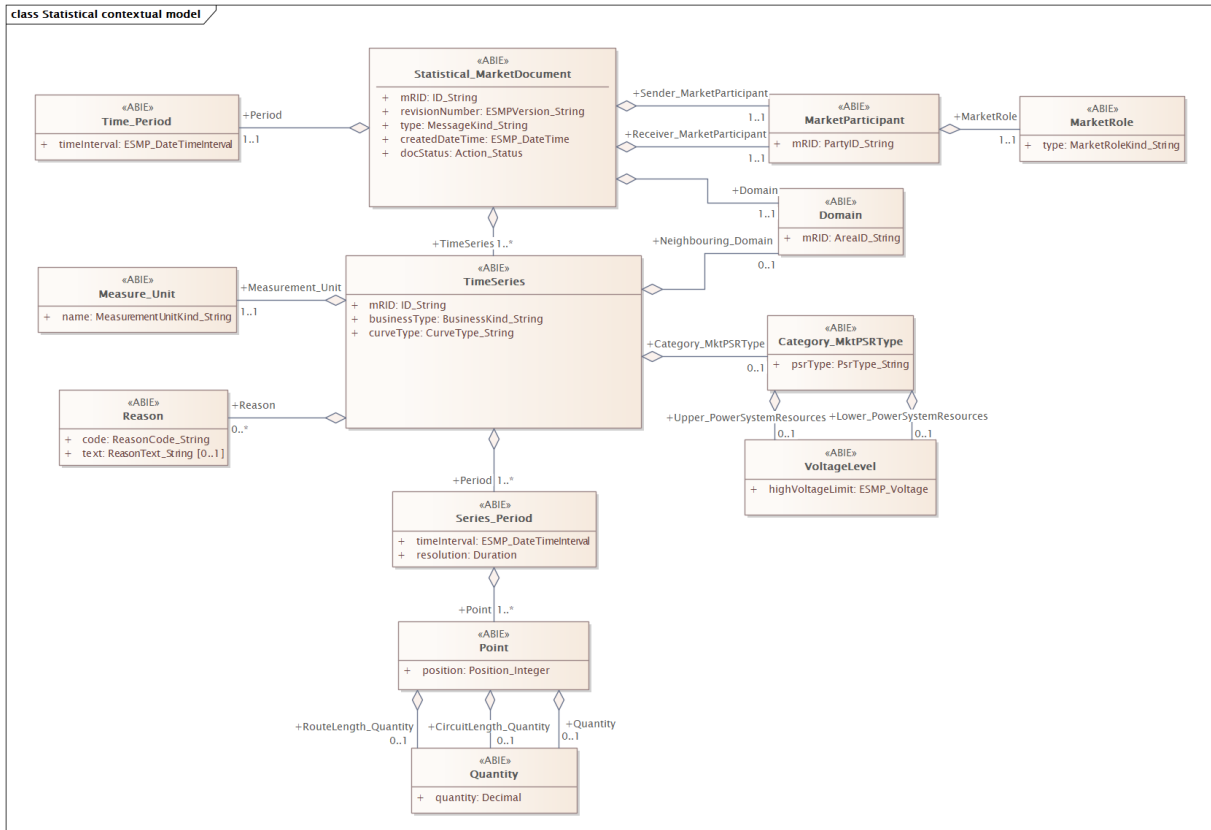 class Statistical contextual model
«ABIE»
Statistical_MarketDocument
+ mRID: ID_String
+ revisionNumber: ESMPVersion_String
+ type: MessageKind_String
+ createdDateTime: ESMP_DateTime
+ docStatus: Action_Status
«ABIE»
Time_Period
+ timeInterval: ESMP_DateTimeInterval
+Period
1..1
+Sender_MarketParticipant
1..1
+Receiver_MarketParticipant
1..1
«ABIE»
MarketParticipant
+ mRID: PartyID_String
+MarketRole
1..1
«ABIE»
MarketRole
+ type: MarketRoleKind_String
+Domain
1..1
«ABIE»
Domain
+ mRID: AreaID_String
+Neighbouring_Domain
0..1
+TimeSeries 1..*
«ABIE»
TimeSeries
+ mRID: ID_String
+ businessType: BusinessKind_String
+ curveType: CurveType_String
«ABIE»
Measure_Unit
+ name: MeasurementUnitKind_String
+Measurement_Unit
1..1
+Category_MktPSRType
0..1
«ABIE»
Category_MktPSRType
+ psrType: PsrType_String
«ABIE»
Reason
+ code: ReasonCode_String
+ text: ReasonText_String [0..1]
+Reason
0..*
+Upper_PowerSystemResources
0..1
+Lower_PowerSystemResources
0..1
«ABIE»
VoltageLevel
+ highVoltageLimit: ESMP_Voltage
+Period 1..*
«ABIE»
Series_Period
+ timeInterval: ESMP_DateTimeInterval
+ resolution: Duration
+Point 1..*
«ABIE»
Point
+ position: Position_Integer
+RouteLength_Quantity
0..1
+CircuitLength_Quantity
0..1
+Quantity
0..1
«ABIE»
Quantity
+ quantity: Decimal